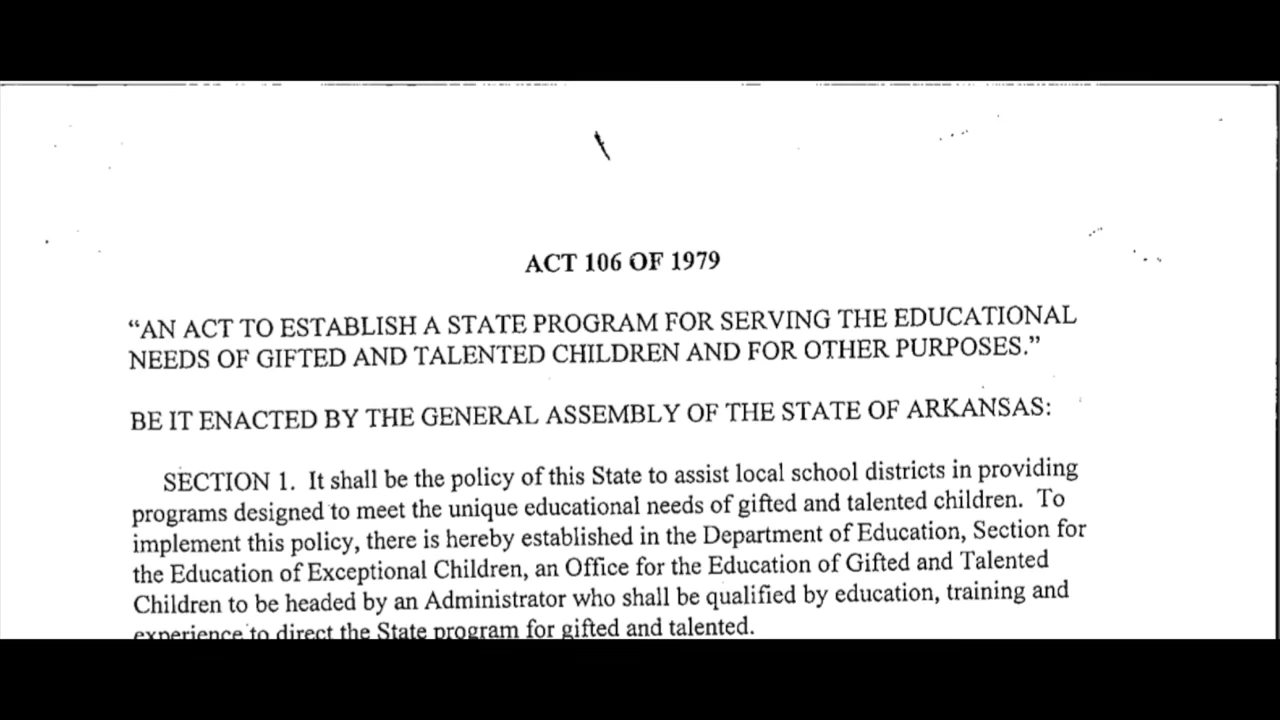 ACT 106 OF 1979
“AN ACT TO ESTABLISH A STATE PROGRAM FOR SERVING THE EDUCATIONAL
NEEDS OF GIFTED AND TALENTED CHILDREN AND FOR OTHER PURPOSES.”
BE IT ENACTED BY THE GENERAL ASSEMBLY OF THE STATE OF ARKANSAS:
SECTION 1. It shall be the policy of this State to assist local school districts in providing
programs designed to meet the unique educational needs of gifted and talented children. To
implement this policy, there is hereby established in the Department of Education, Section for
the Education of Exceptional Children, an Office for the Education of Gifted and Talented
Children to be headed by an Administrator who shall be qualified by education, training and
experience to direct the State program for gifted and talented.